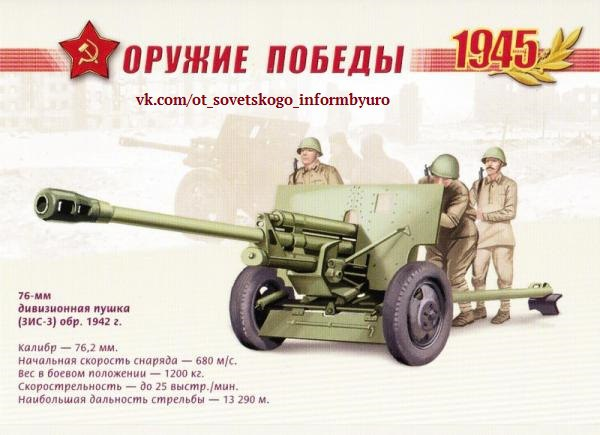 ОРУЖИЕ ПОБЕДЫ
1945
vk.com/ot_sovetskogo_informbyuro
76-мм
дивизионная пушка
(ЗИС-3) обр. 1942 г.
Калибр — 76,2 мм.
Начальная скорость снаряда — 680 м/с.
Вес в боевом положении — 1200 кг.
Скорострельность — до 25 выстр./мин.
Наибольшая дальность стрельбы — 13 290 м.